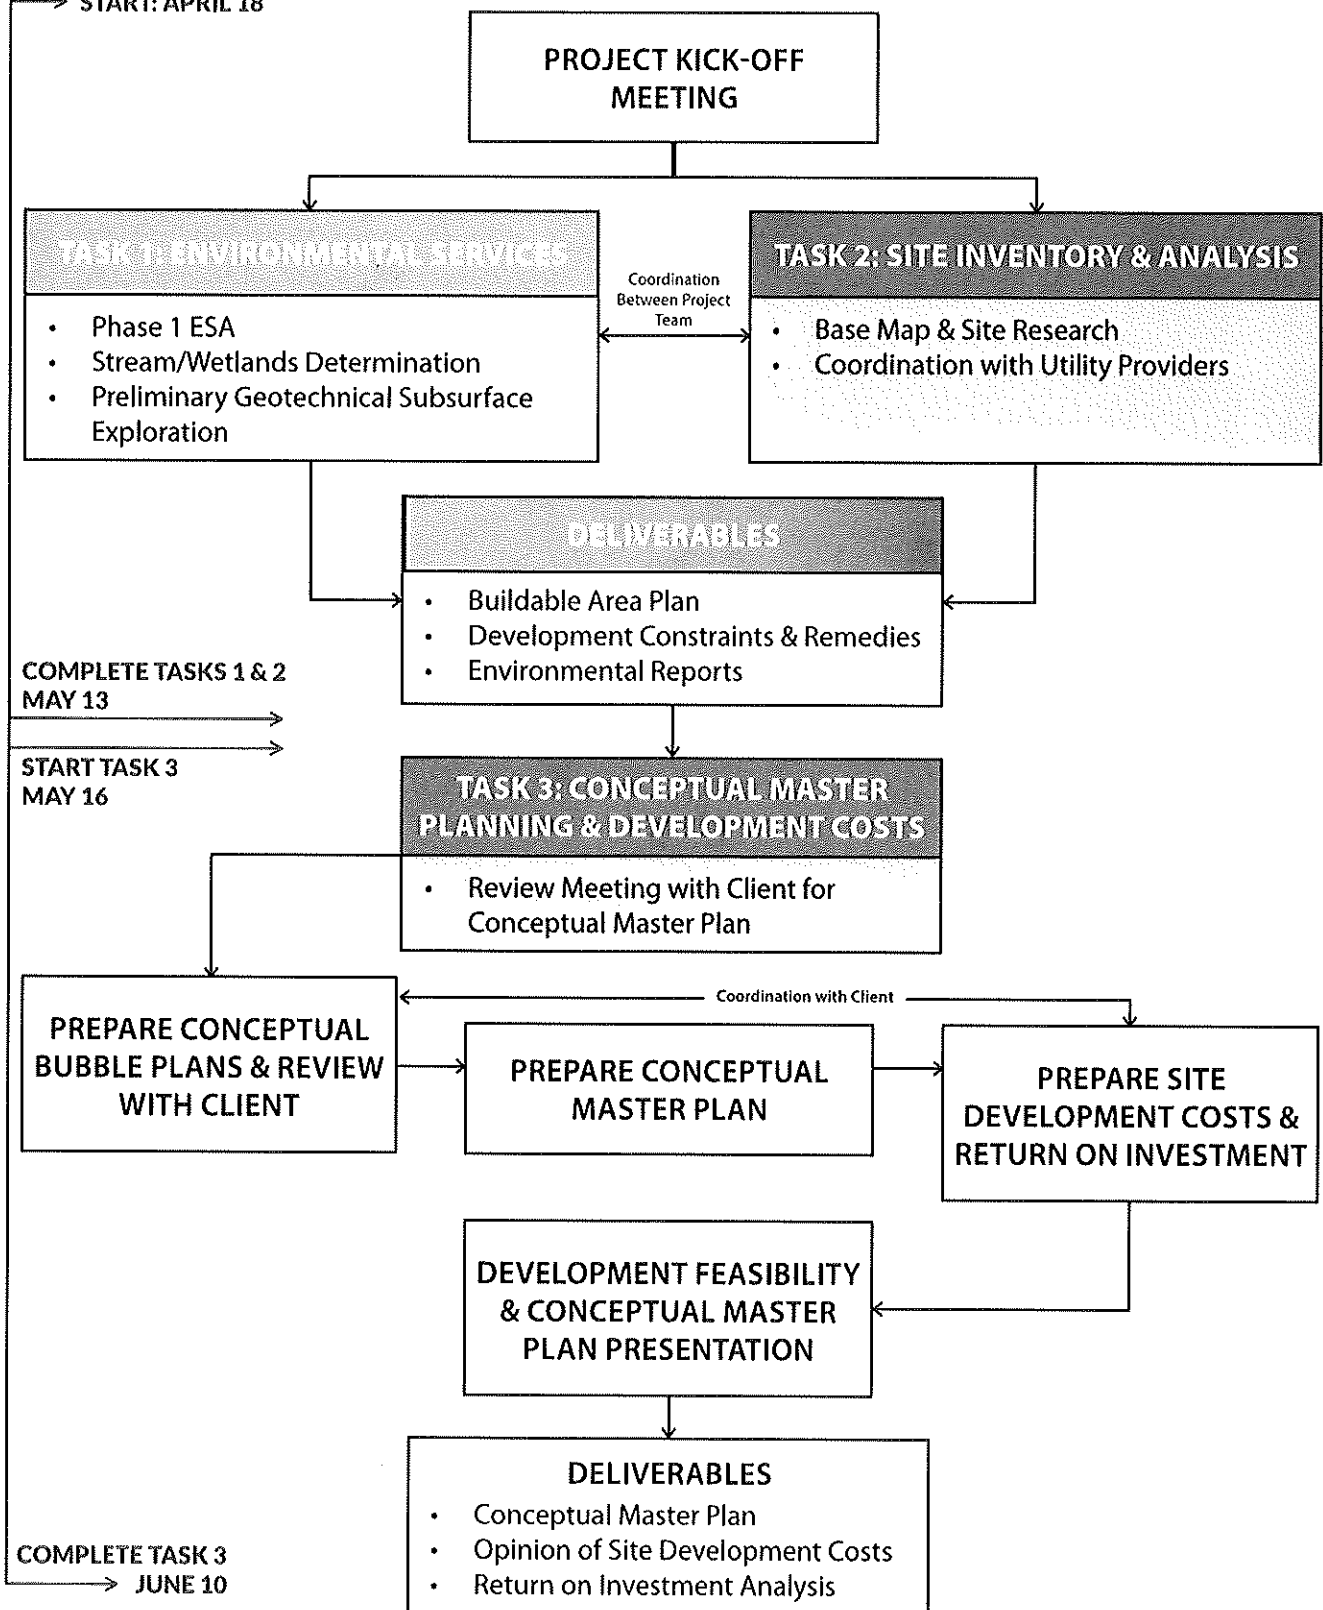 START: APRIL 18
PROJECT KICK-OFF
MEETING
TASK 1: ENVIRONMENTAL SERVICES
• Phase 1 ESA
• Stream/Wetlands Determination
• Preliminary Geotechnical Subsurface
Exploration
Coordination
Between Project
Team
TASK 2: SITE INVENTORY & ANALYSIS
• Base Map & Site Research
• Coordination with Utility Providers
DELIVERABLES
• Buildable Area Plan
• Development Constraints & Remedies
• Environmental Reports
COMPLETE TASKS 1 & 2
MAY 13
START TASK 3
MAY 16
TASK 3: CONCEPTUAL MASTER
PLANNING & DEVELOPMENT COSTS
• Review Meeting with Client for
Conceptual Master Plan
Coordination with Client
PREPARE CONCEPTUAL
BUBBLE PLANS & REVIEW
WITH CLIENT
PREPARE CONCEPTUAL
MASTER PLAN
PREPARE SITE
DEVELOPMENT COSTS &
RETURN ON INVESTMENT
DEVELOPMENT FEASIBILITY
& CONCEPTUAL MASTER
PLAN PRESENTATION
DELIVERABLES
• Conceptual Master Plan
• Opinion of Site Development Costs
• Return on Investment Analysis
COMPLETE TASK 3
JUNE 10